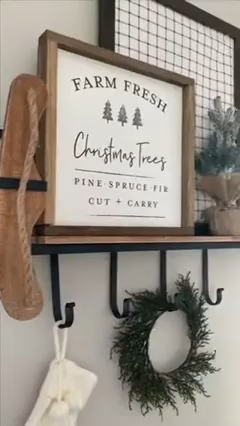 FARM FRESH
Christmas Trees
PINE·SPRUCE·FIR
CUT + CARRY